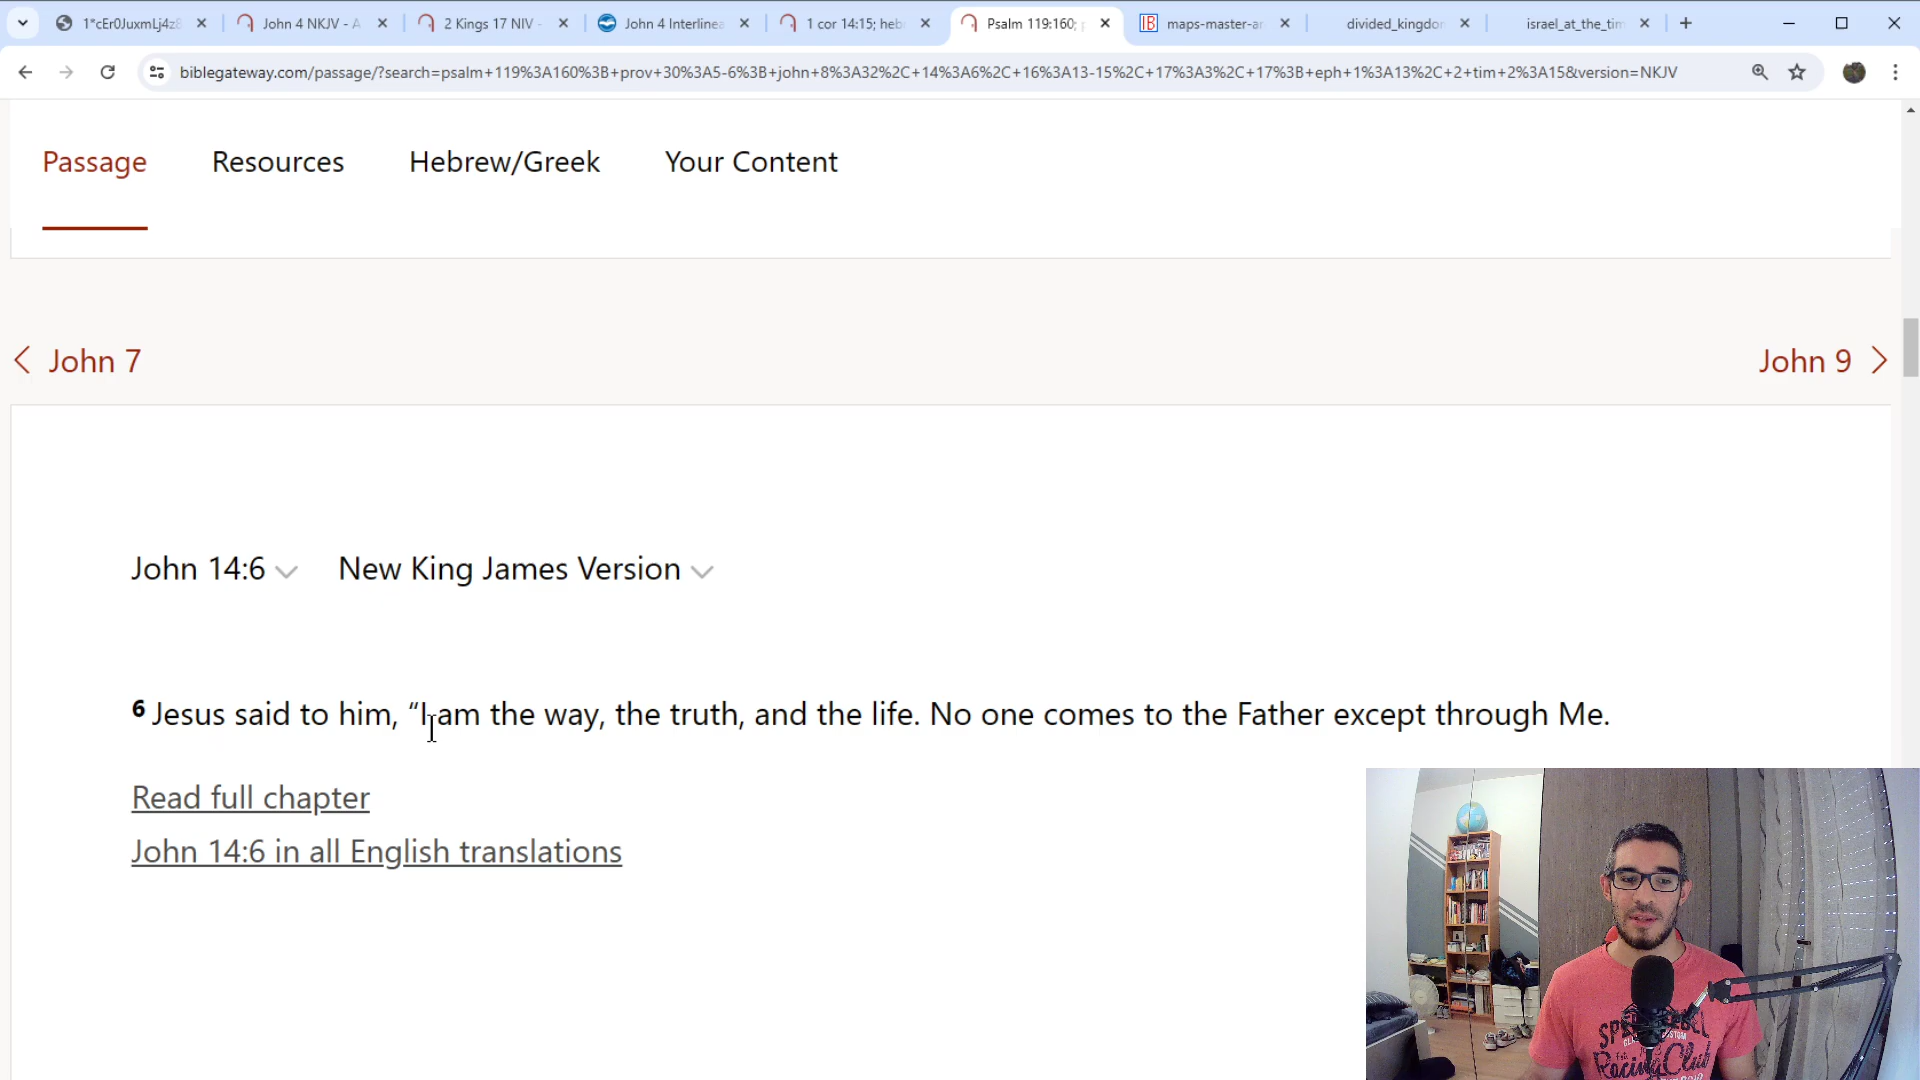 1*cEr0JuxmLj4z8
John 4 NKJV - A
2 Kings 17 NIV -
John 4 Interlinea
1 cor 14:15; heb
Psalm 119:160; p
maps-master-ar
divided_kingdo
israel_at_the_tim
biblegateway.com/passage/?search=psalm+119%3A160%3B+prov+30%3A5-6%3B+john+8%3A32%2C+14%3A6%2C+16%3A13-15%2C+17%3A3%2C+17%3B+eph+1%3A13%2C+2+tim+2%3A15&version=NKJV
Passage Resources Hebrew/Greek Your Content
John 7 John 9
John 14:6 New King James Version
6 Jesus said to him, “I am the way, the truth, and the life. No one comes to the Father except through Me.
Read full chapter
John 14:6 in all English translations
Racing Club